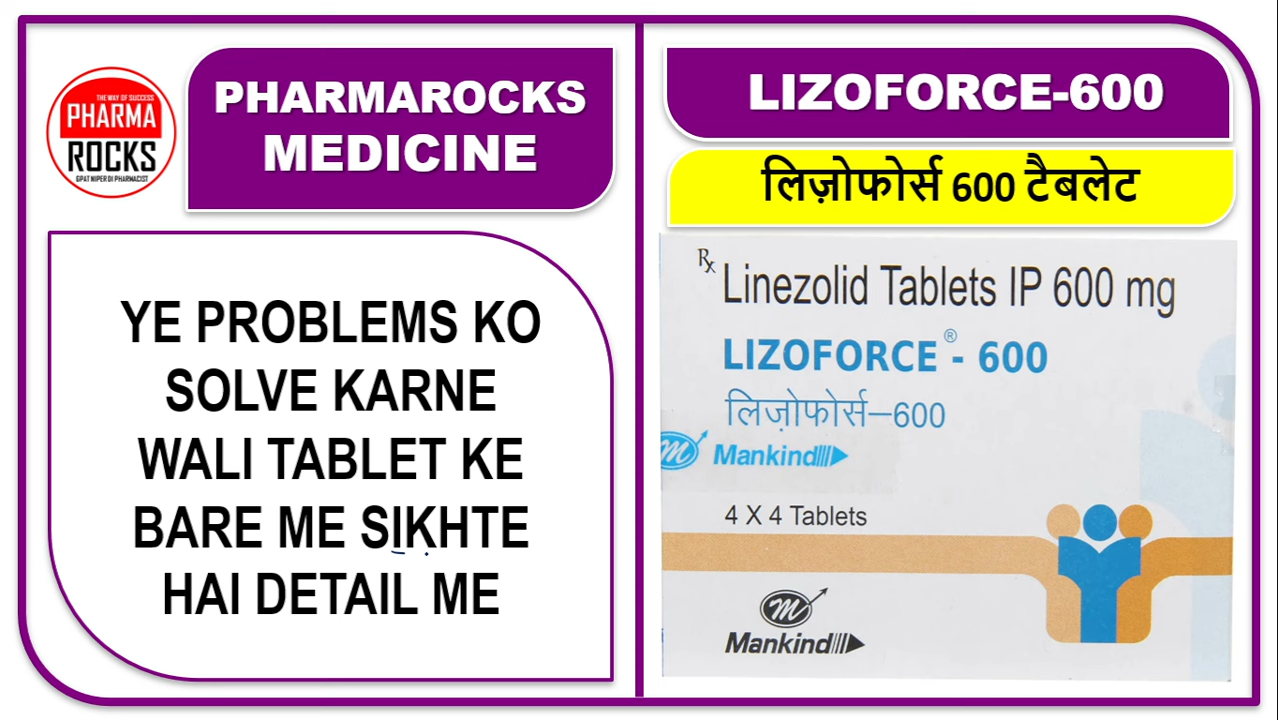 THE WAY OF SUCCESS
PHARMA
ROCKS
GPAT NIPER DI PHARMACIST
PHARMAROCKS
MEDICINE
YE PROBLEMS KO
SOLVE KARNE
WALI TABLET KE
BARE ME SIKHTE
HAI DETAIL ME
LIZOFORCE-600
लिज़ोफोर्स 600 टैबलेट
Rx Linezolid Tablets IP 600 mg
LIZOFORCE® - 600
लिज़ोफोर्स–600
m Mankind
4 X 4 Tablets
m
Mankind